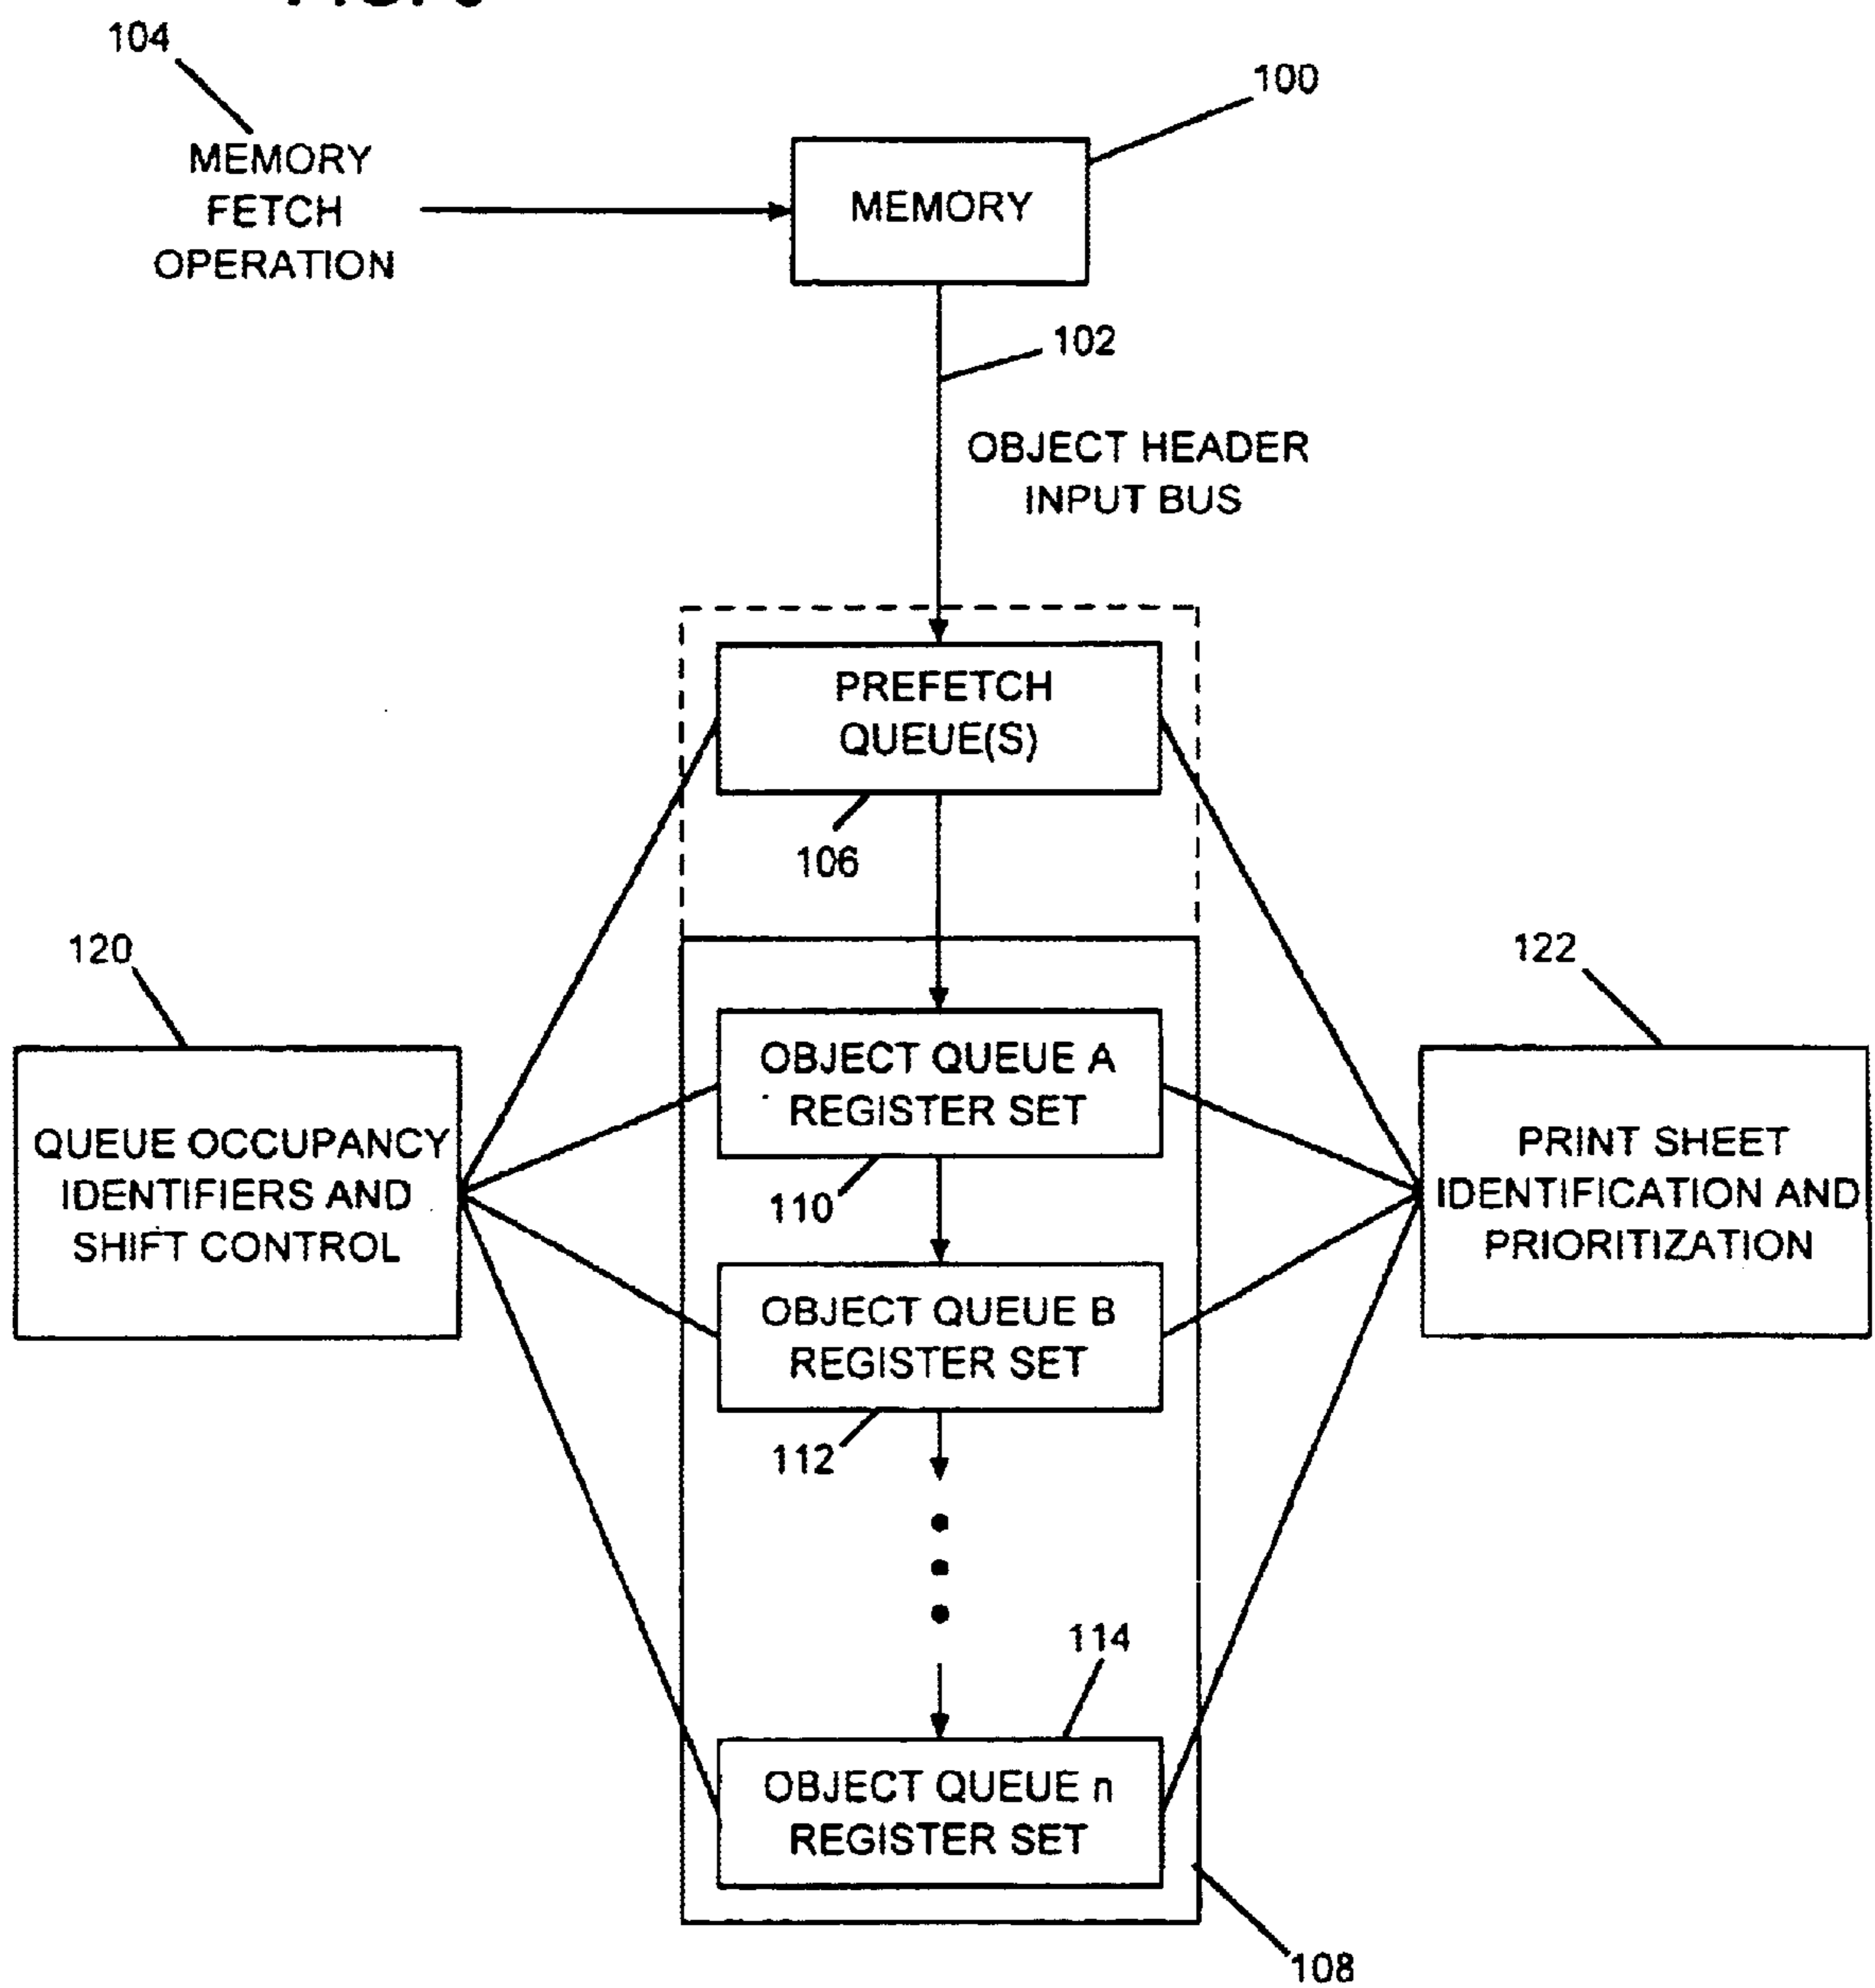 104
100
MEMORY
FETCH
OPERATION
MEMORY
102
OBJECT HEADER
INPUT BUS
PREFETCH
QUEUE(S)
106
120
122
OBJECT QUEUE A
REGISTER SET
QUEUE OCCUPANCY
IDENTIFIERS AND
SHIFT CONTROL
PRINT SHEET
IDENTIFICATION AND
PRIORITIZATION
110
OBJECT QUEUE B
REGISTER SET
112
114
OBJECT QUEUE n
REGISTER SET
108